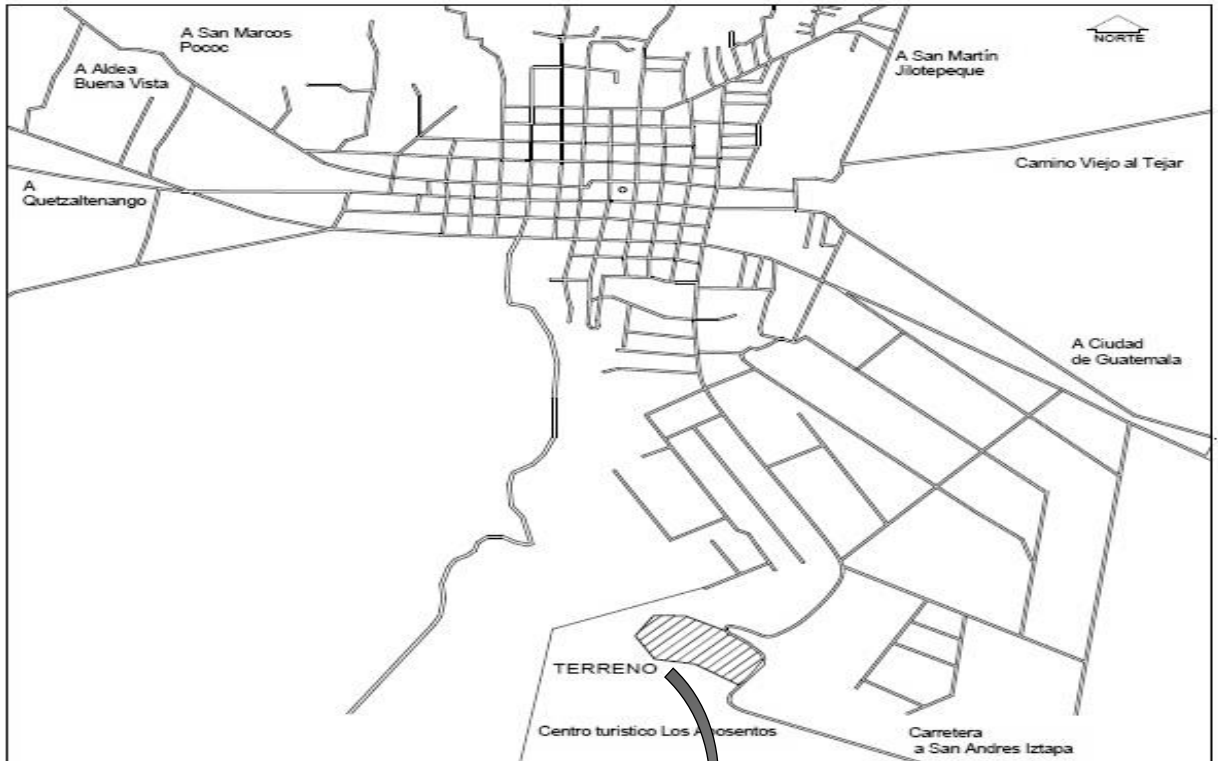 A San Marcos
Pococ
NORTE
A San Martín
Jilotepeque
A Aldea
Buena Vista
Camino Viejo al Tejar
A
Quetzaltenango
A Ciudad
de Guatemala
TERRENO
Centro turistico Los Aposentos
Carretera
a San Andres Iztapa